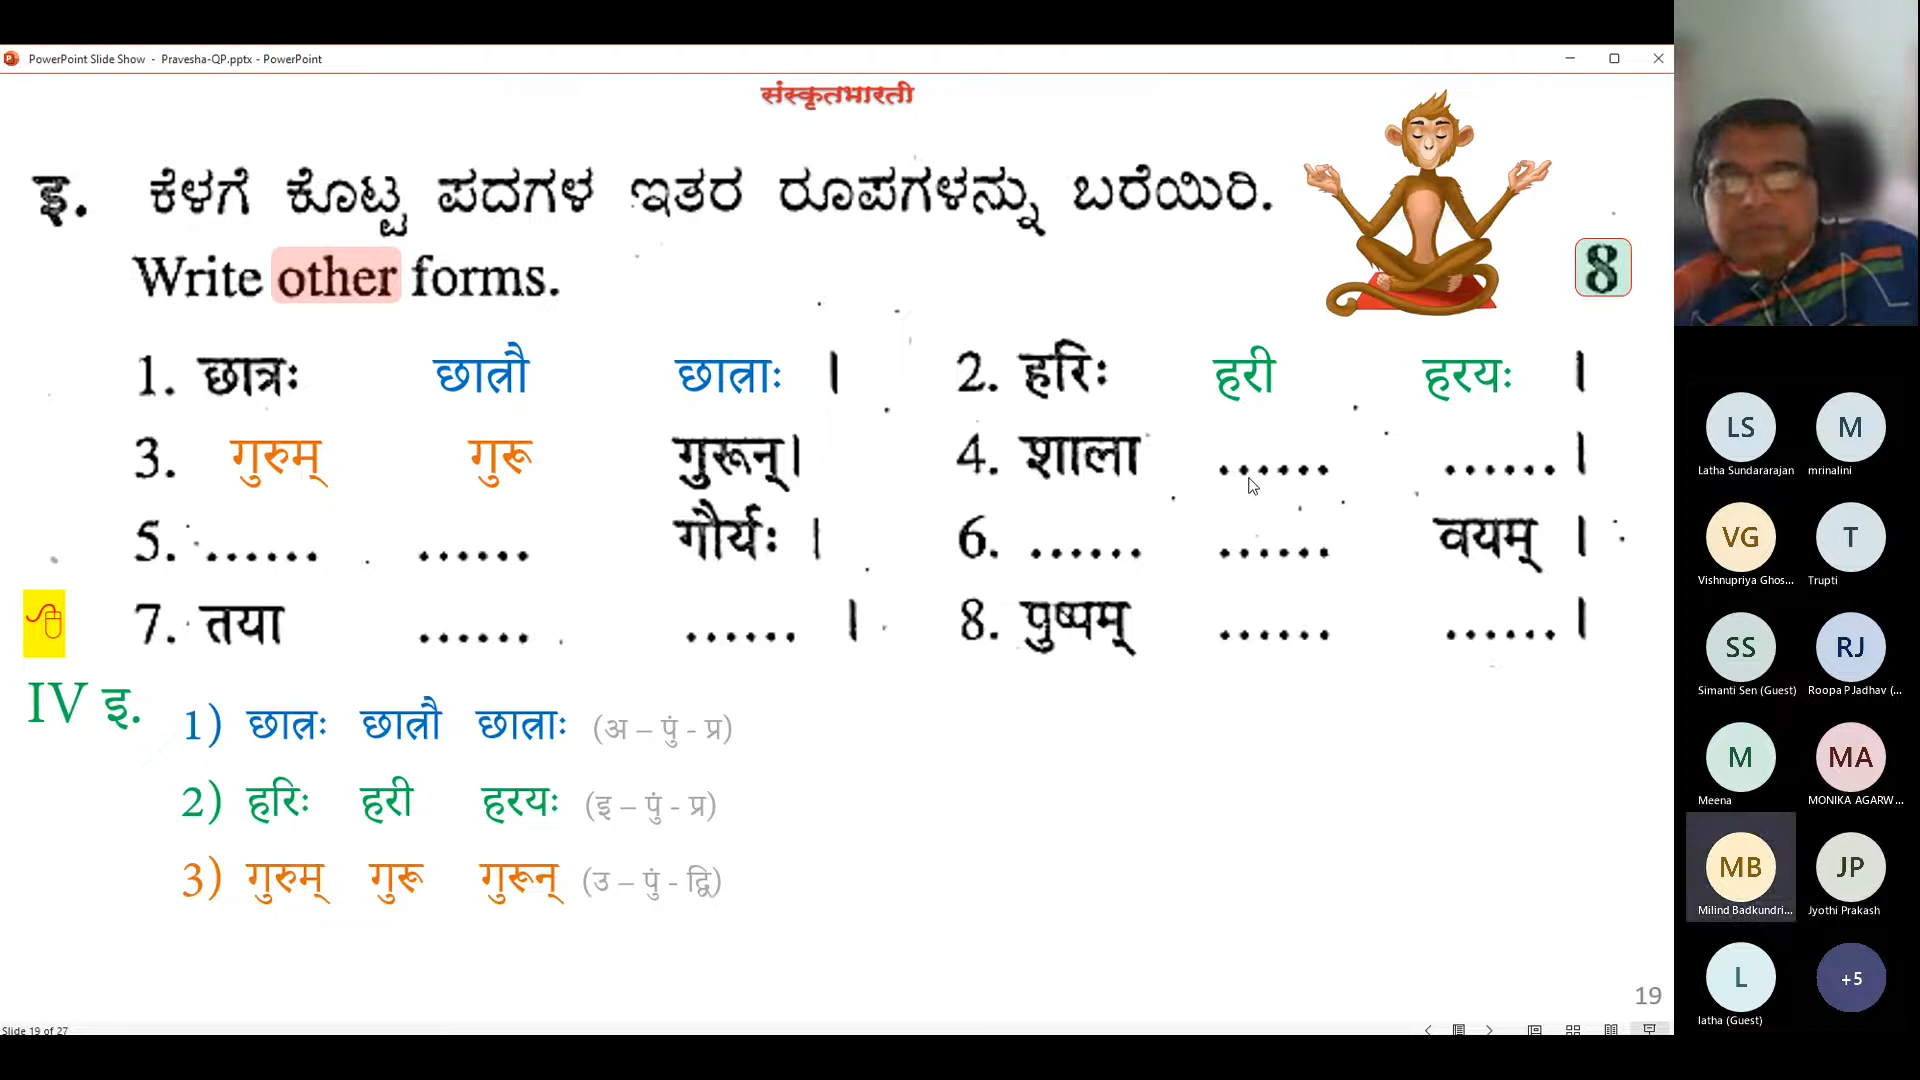 PowerPoint Slide Show - Pravesha-QP.pptx - PowerPoint
संस्कृतभारती
इ. ಕೆಳಗೆ ಕೊಟ್ಟ ಪದಗಳ ಇತರ ರೂಪಗಳನ್ನು ಬರೆಯಿರಿ.
Write other forms. 8
1. छात्रः छात्रौ छात्राः । 2. हरिः हरी हरयः ।
3. गुरुम् गुरू गुरून्। 4. शाला ...... ...... ।
5. ...... ...... गौर्यः । 6. ...... ...... वयम् ।
7. तया ...... ...... । 8. पुष्पम् ...... ...... ।
IV इ.
1) छात्रः छात्रौ छात्राः (अ – पुं - प्र)
2) हरिः हरी हरयः (इ – पुं - प्र)
3) गुरुम् गुरू गुरून् (उ – पुं - द्वि)
19
Slide 19 of 27
LS M
Latha Sundararajan mrinalini
VG T
Vishnupriya Ghos... Trupti
SS RJ
Simanti Sen (Guest) Roopa P Jadhav (...
M MA
Meena MONIKA AGARW...
MB JP
Milind Badkundri... Jyothi Prakash
L +5
latha (Guest)